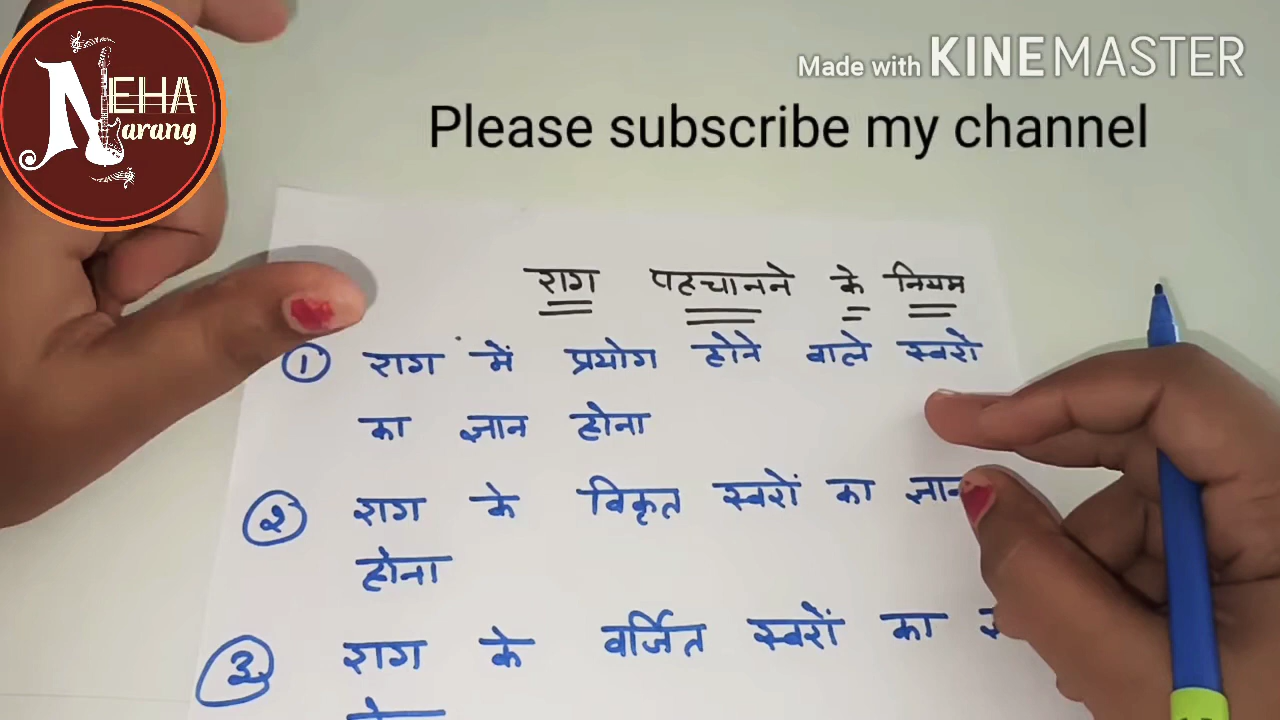 NEHA
Narang
Made with KINEMASTER
Please subscribe my channel
राग पहचानने के नियम
① राग में प्रयोग होने वाले स्वरों
का ज्ञान होना
② राग के विकृत स्वरों का ज्ञान
होना
③ राग के वर्जित स्वरों का